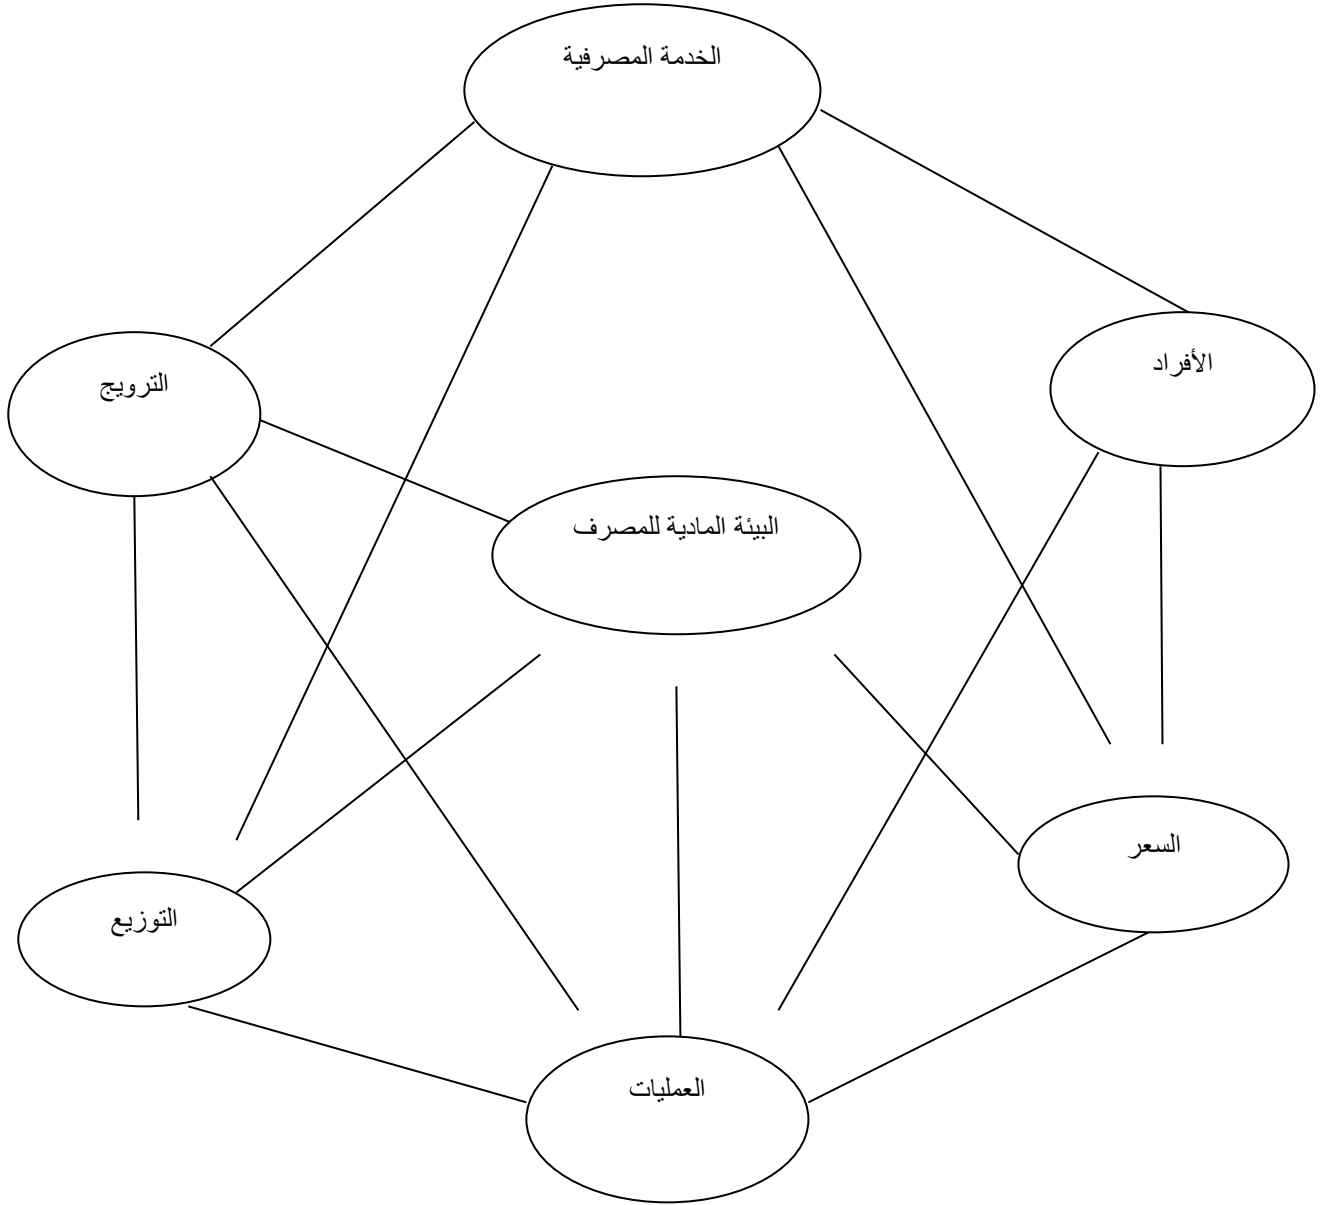 الخدمة المصرفية
الأفراد
الترويج
البيئة المادية للمصرف
السعر
التوزيع
العمليات